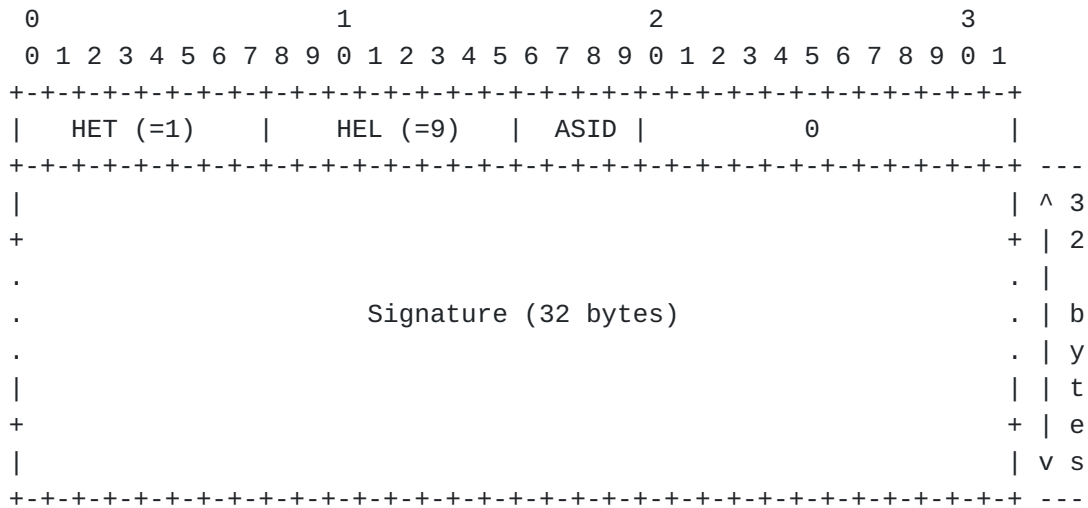 0                   1                   2                   3
 0 1 2 3 4 5 6 7 8 9 0 1 2 3 4 5 6 7 8 9 0 1 2 3 4 5 6 7 8 9 0 1
+-+-+-+-+-+-+-+-+-+-+-+-+-+-+-+-+-+-+-+-+-+-+-+-+-+-+-+-+-+-+-+-+
|   HET (=1)    |    HEL (=9)   |  ASID |          0            |
+-+-+-+-+-+-+-+-+-+-+-+-+-+-+-+-+-+-+-+-+-+-+-+-+-+-+-+-+-+-+-+-+ ---
|                                                               | ^ 3
+                                                               + | 2
.                                                               . |
.                      Signature (32 bytes)                     . | b
.                                                               . | y
|                                                               | | t
+                                                               + | e
|                                                               | v s
+-+-+-+-+-+-+-+-+-+-+-+-+-+-+-+-+-+-+-+-+-+-+-+-+-+-+-+-+-+-+-+-+ ---